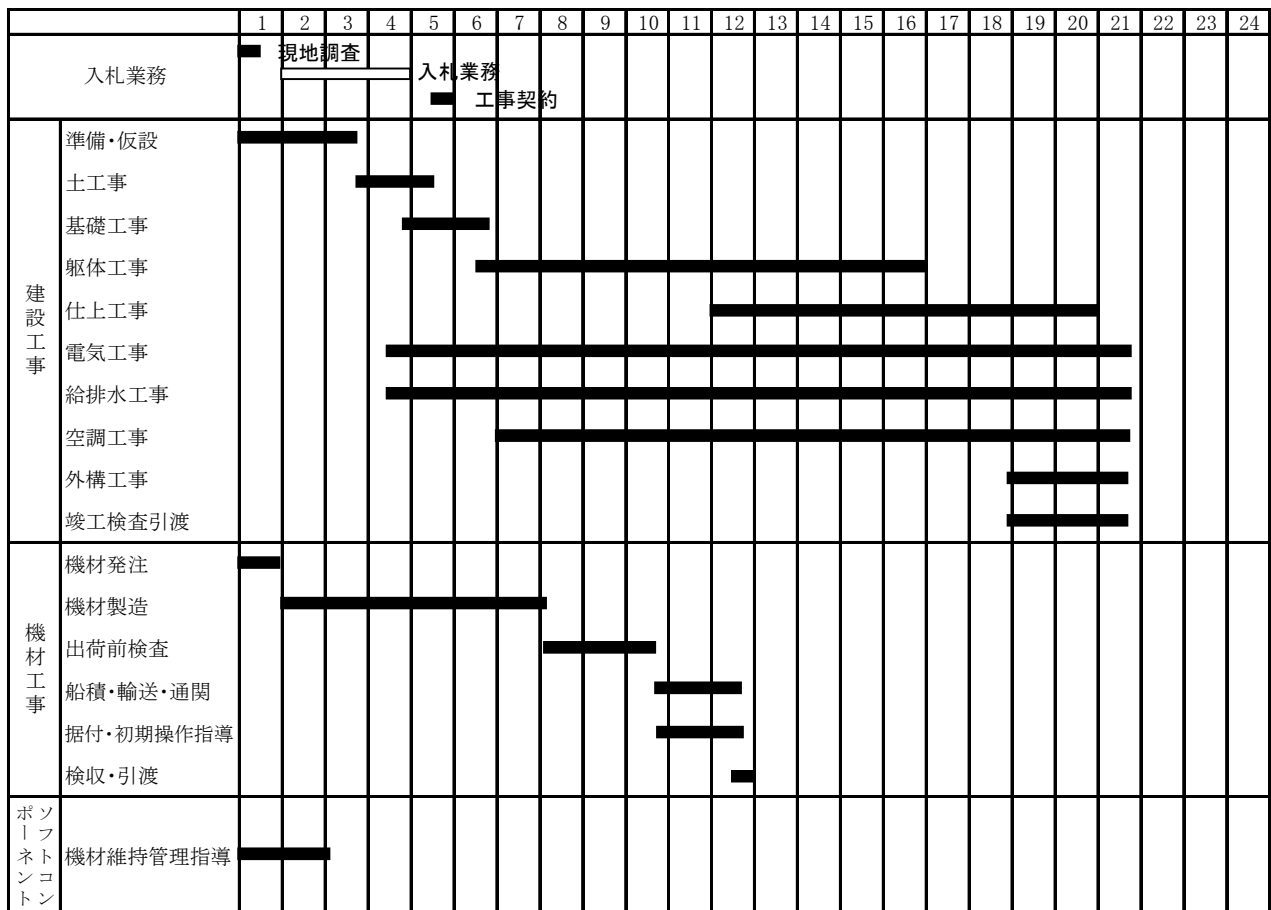 1 2 3 4 5 6 7 8 9 10 11 12 13 14 15 16 17 18 19 20 21 22 23 24
入札業務
現地調査
入札業務
工事契約
建設工事
準備・仮設
土工事
基礎工事
躯体工事
仕上工事
電気工事
給排水工事
空調工事
外構工事
竣工検査引渡
機材工事
機材発注
機材製造
出荷前検査
船積・輸送・通関
据付・初期操作指導
検収・引渡
ソフトコン
ポーネント
機材維持管理指導